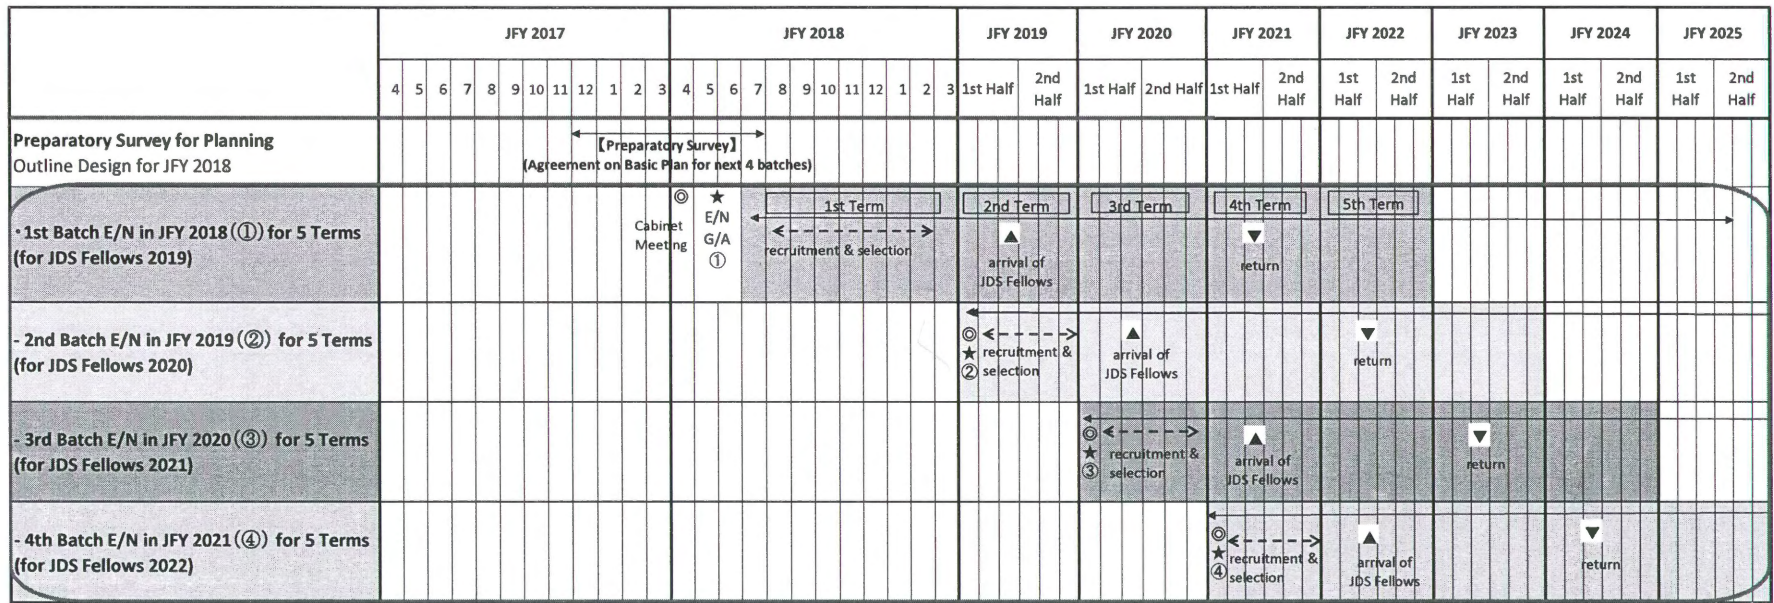 JFY 2017 JFY 2018 JFY 2019 JFY 2020 JFY 2021 JFY 2022 JFY 2023 JFY 2024 JFY 2025
4 5 6 7 8 9 10 11 12 1 2 3 4 5 6 7 8 9 10 11 12 1 2 3 1st Half 2nd Half 1st Half 2nd Half 1st Half 2nd Half 1st Half 2nd Half 1st Half 2nd Half 1st Half 2nd Half 1st Half 2nd Half
Preparatory Survey for Planning
Outline Design for JFY 2018
【Preparatory Survey】
(Agreement on Basic Plan for next 4 batches)
・1st Batch E/N in JFY 2018(①) for 5 Terms
(for JDS Fellows 2019)
◎ ★
Cabinet
Meeting
E/N
G/A
①
1st Term 2nd Term 3rd Term 4th Term 5th Term
recruitment & selection
▲
arrival of
JDS Fellows
▼
return
- 2nd Batch E/N in JFY 2019(②) for 5 Terms
(for JDS Fellows 2020)
◎
★ recruitment &
② selection
▲
arrival of
JDS Fellows
▼
return
- 3rd Batch E/N in JFY 2020(③) for 5 Terms
(for JDS Fellows 2021)
◎
★ recruitment &
③ selection
▲
arrival of
JDS Fellows
▼
return
- 4th Batch E/N in JFY 2021(④) for 5 Terms
(for JDS Fellows 2022)
◎
★ recruitment &
④ selection
▲
arrival of
JDS Fellows
▼
return